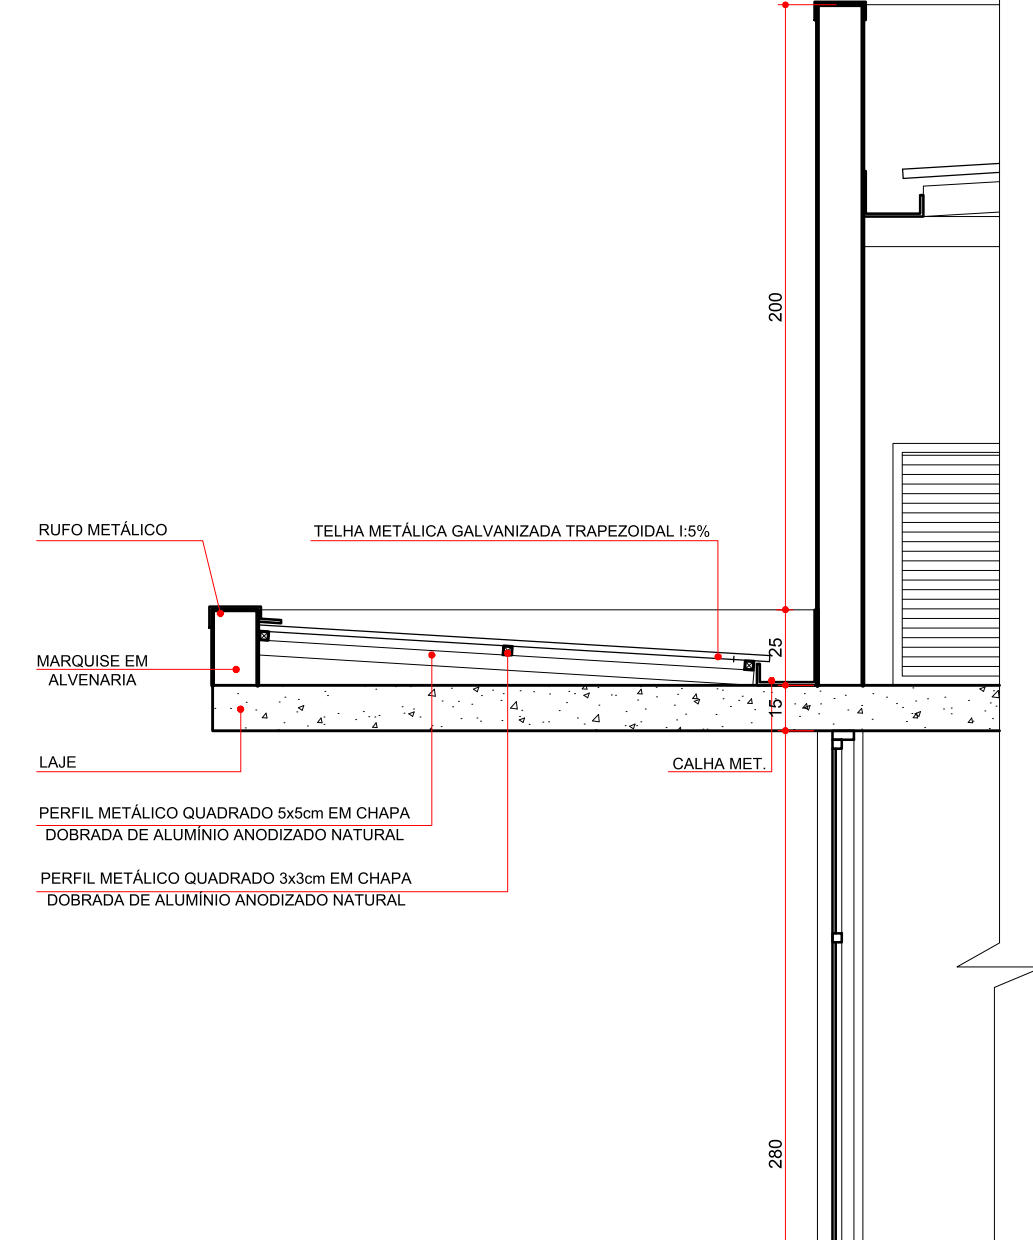 200
RUFO METÁLICO
TELHA METÁLICA GALVANIZADA TRAPEZOIDAL I:5%
25
MARQUISE EM
ALVENARIA
15
LAJE
CALHA MET.
PERFIL METÁLICO QUADRADO 5x5cm EM CHAPA
DOBRADA DE ALUMÍNIO ANODIZADO NATURAL
PERFIL METÁLICO QUADRADO 3x3cm EM CHAPA
DOBRADA DE ALUMÍNIO ANODIZADO NATURAL
280